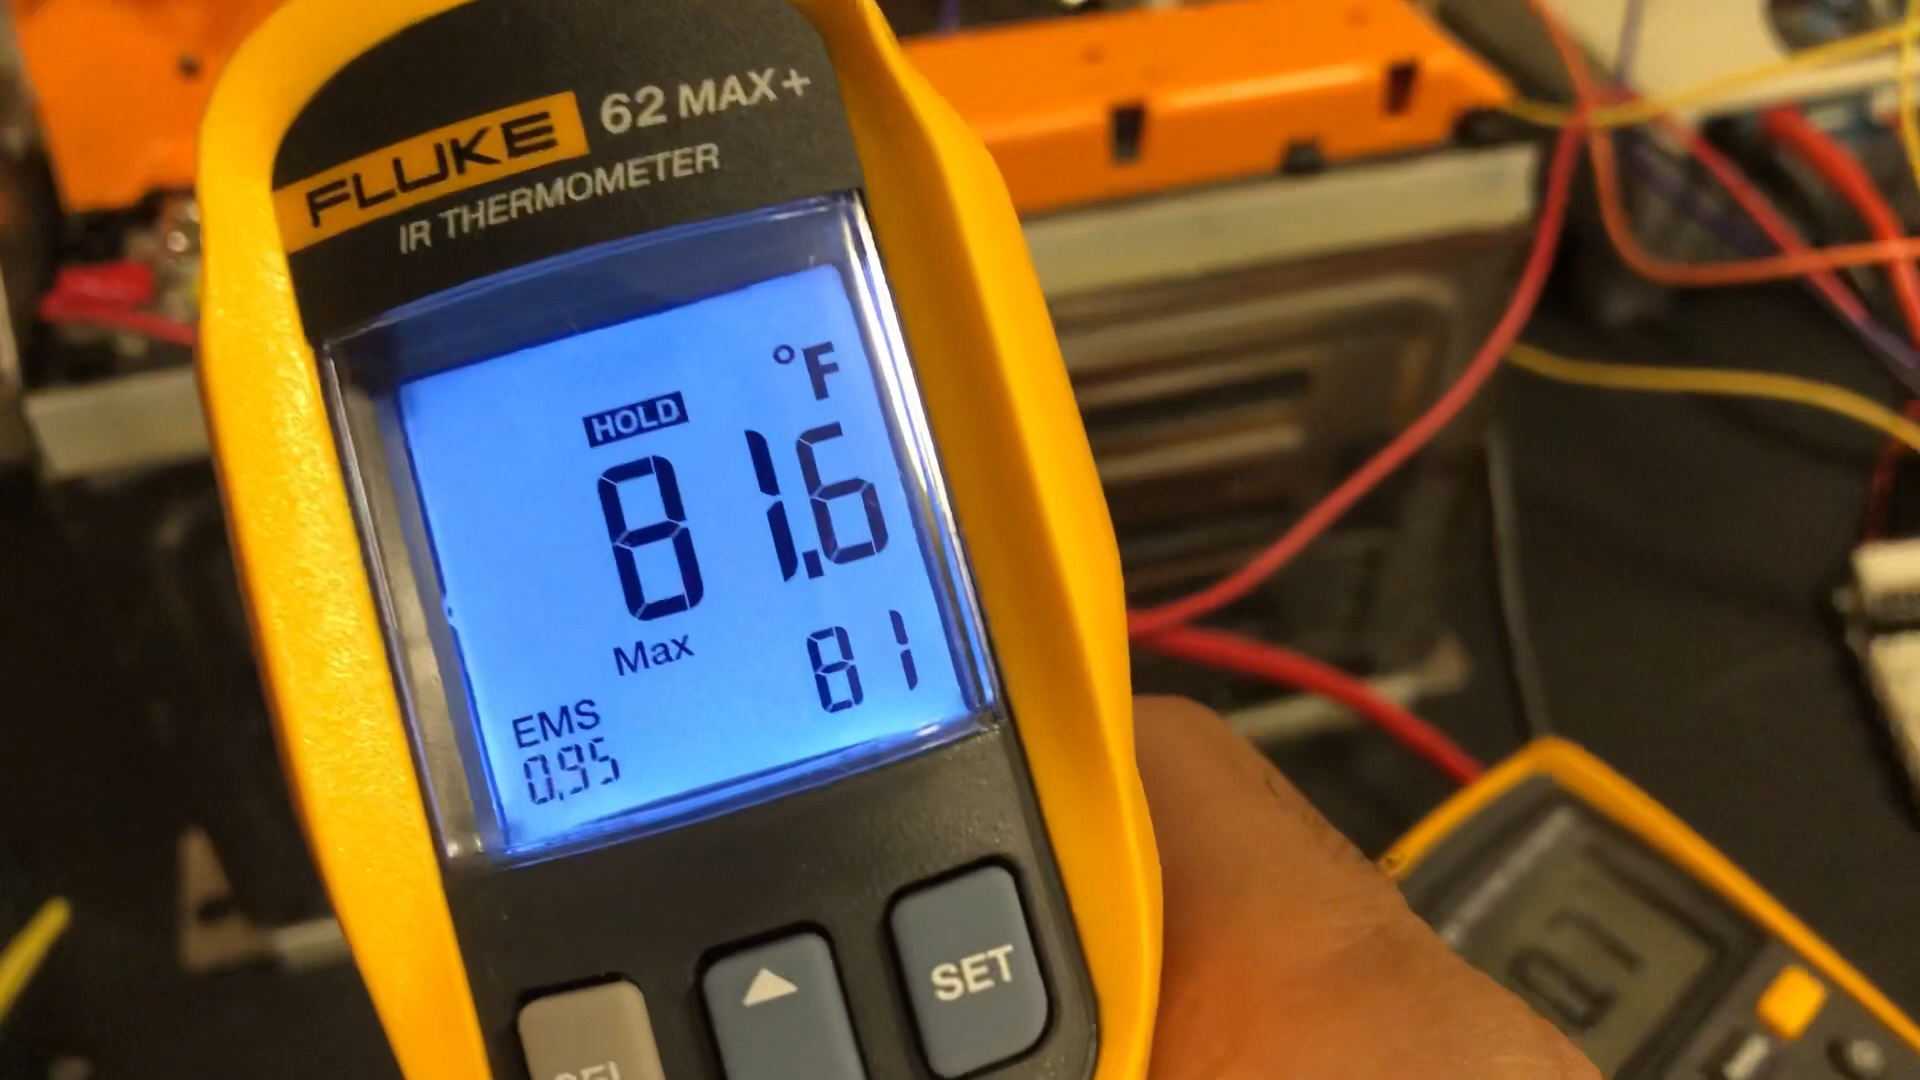 FLUKE 62 MAX+
IR THERMOMETER
°F
HOLD
81.6
Max 81
EMS
0.95
SET